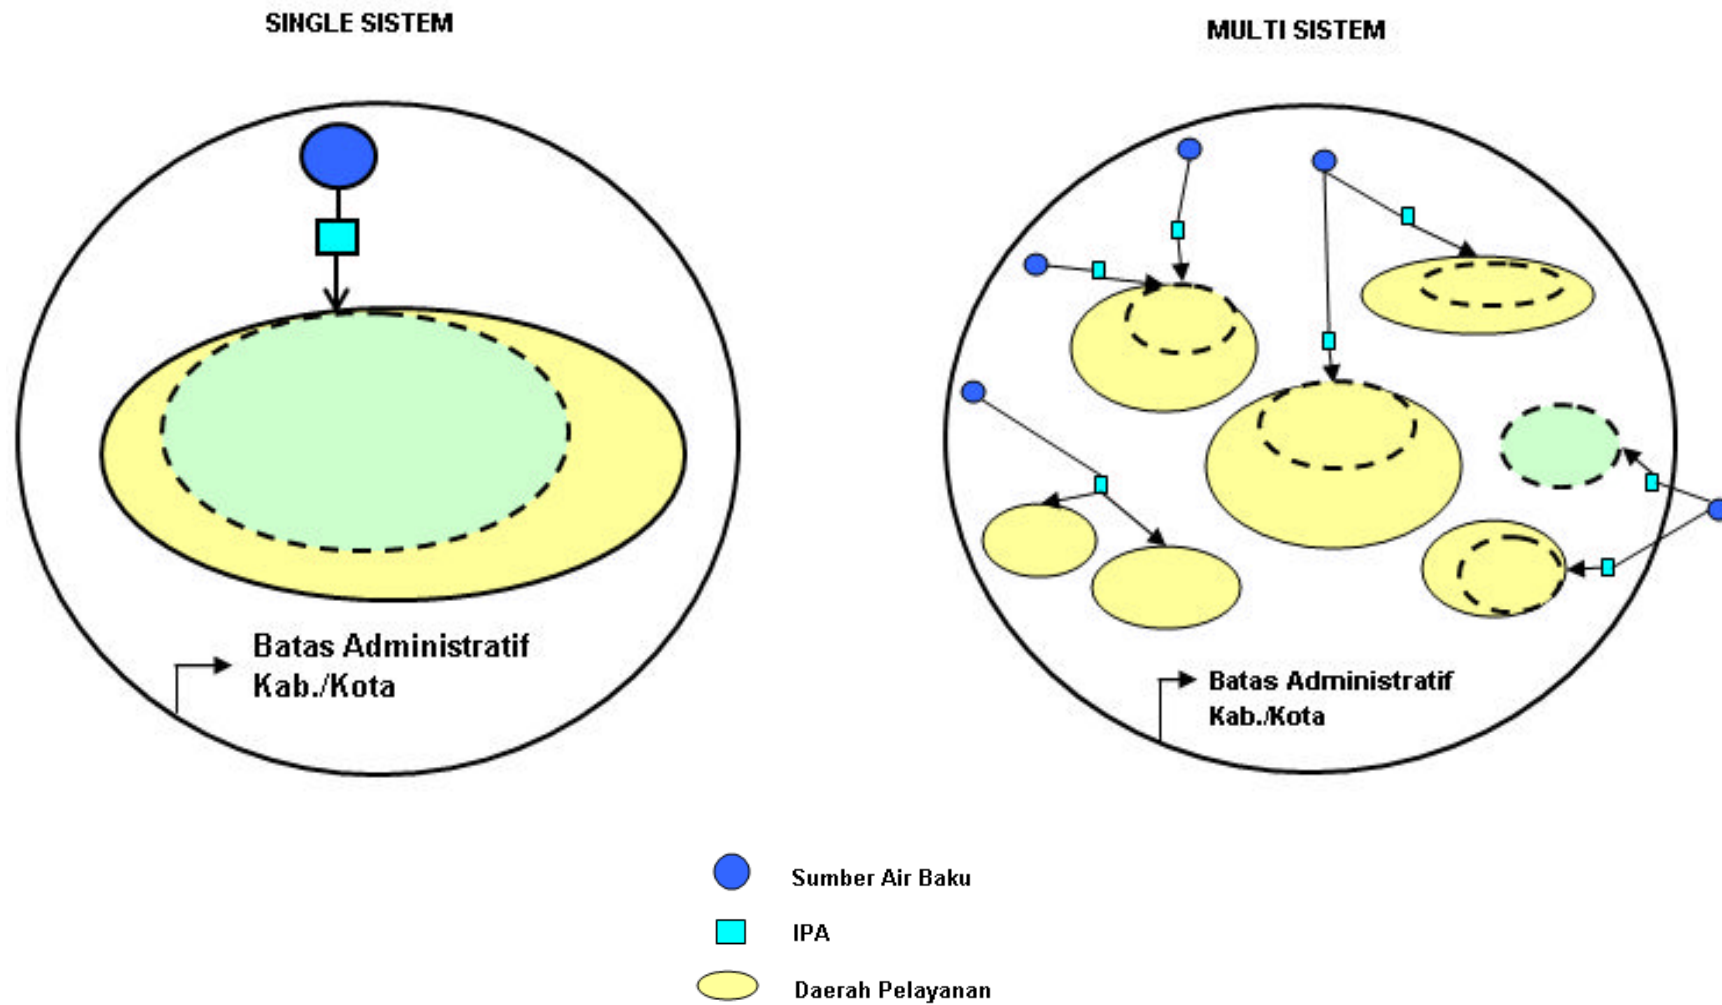 SINGLE SISTEM
MULTI SISTEM
Batas Administratif
Kab./Kota
Batas Administratif
Kab./Kota
Sumber Air Baku
IPA
Daerah Pelayanan